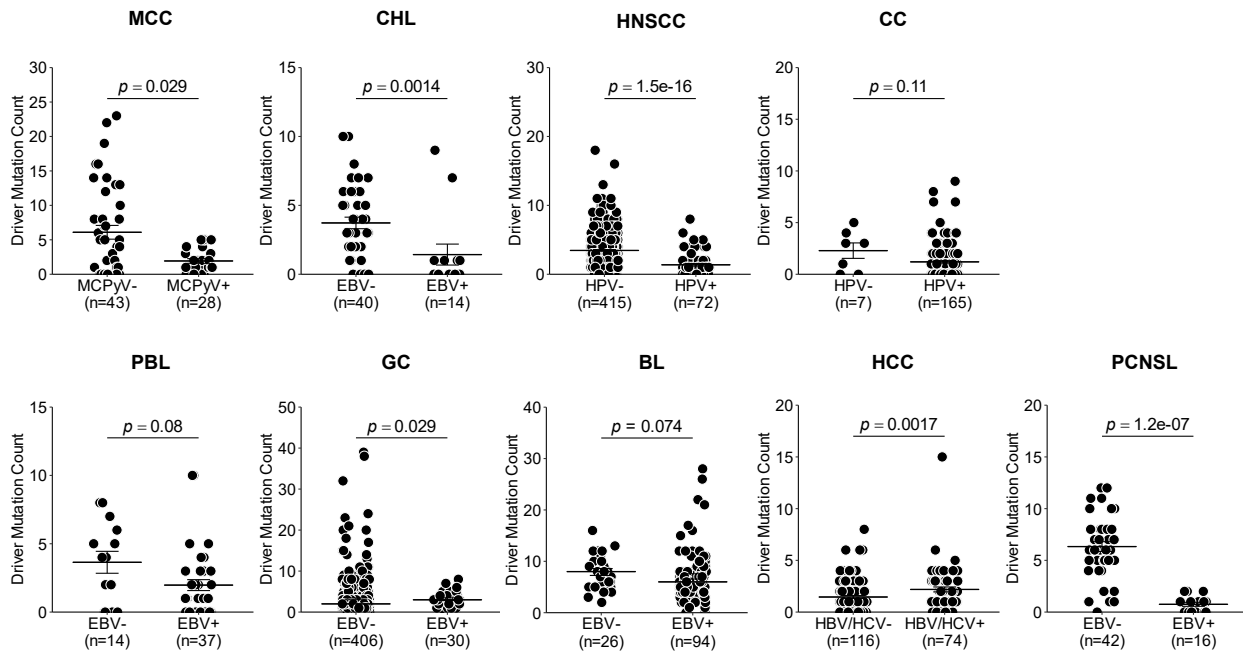 MCC
CHL
HNSCC
CC
Driver Mutation Count
30
25
20
15
10
5
0
p = 0.029
MCPyV-
(n=43)
MCPyV+
(n=28)
Driver Mutation Count
15
10
5
0
p = 0.0014
EBV-
(n=40)
EBV+
(n=14)
Driver Mutation Count
30
25
20
15
10
5
0
p = 1.5e-16
HPV-
(n=415)
HPV+
(n=72)
Driver Mutation Count
20
15
10
5
0
p = 0.11
HPV-
(n=7)
HPV+
(n=165)
PBL
GC
BL
HCC
PCNSL
Driver Mutation Count
15
10
5
0
p = 0.08
EBV-
(n=14)
EBV+
(n=37)
Driver Mutation Count
50
40
30
20
10
0
p = 0.029
EBV-
(n=406)
EBV+
(n=30)
Driver Mutation Count
40
30
20
10
0
p = 0.074
EBV-
(n=26)
EBV+
(n=94)
Driver Mutation Count
20
15
10
5
0
p = 0.0017
HBV/HCV-
(n=116)
HBV/HCV+
(n=74)
Driver Mutation Count
20
15
10
5
0
p = 1.2e-07
EBV-
(n=42)
EBV+
(n=16)